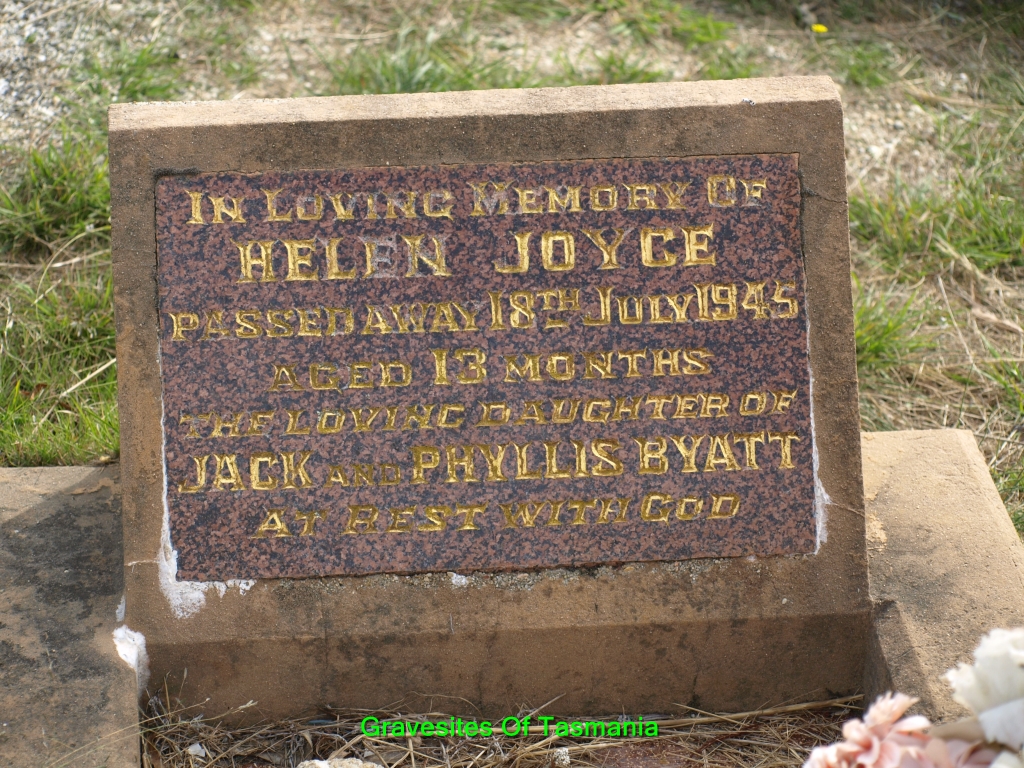 IN LOVING MEMORY OF
HELEN JOYCE
PASSED AWAY 18TH JULY 1945
AGED 13 MONTHS
THE LOVING DAUGHTER OF
JACK AND PHYLLIS BYATT
AT REST WITH GOD
Gravesites Of Tasmania